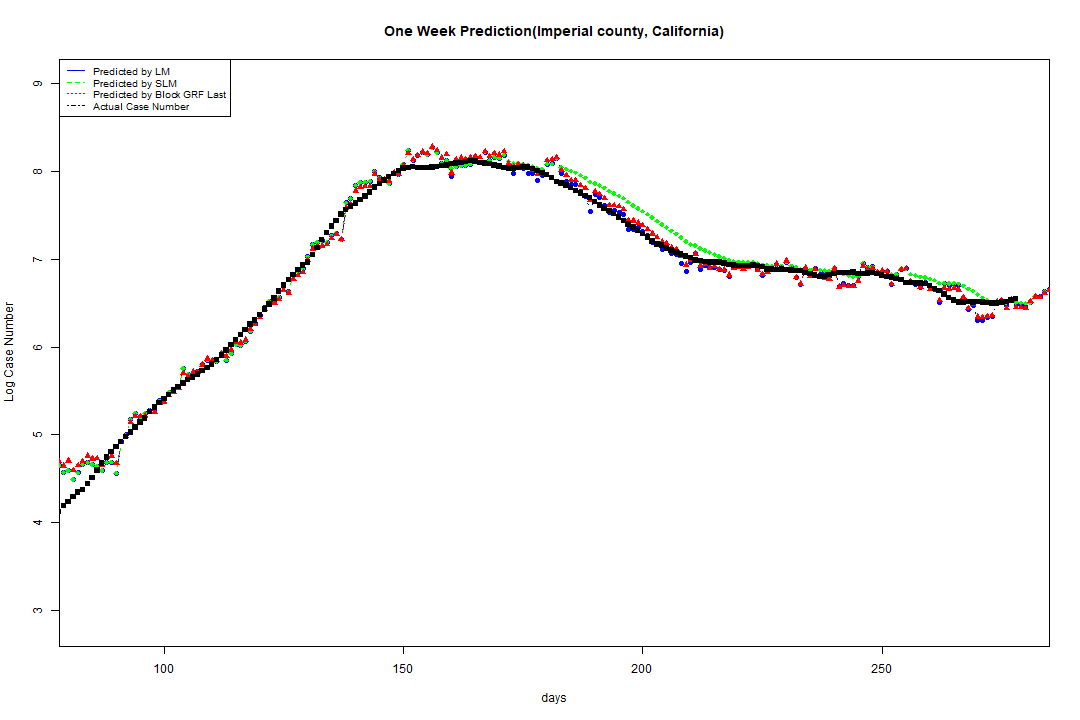 One Week Prediction(Imperial county, California)
Predicted by LM
Predicted by SLM
Predicted by Block GRF Last
Actual Case Number
9
8
7
6
5
4
3
Log Case Number
100 150 200 250
days